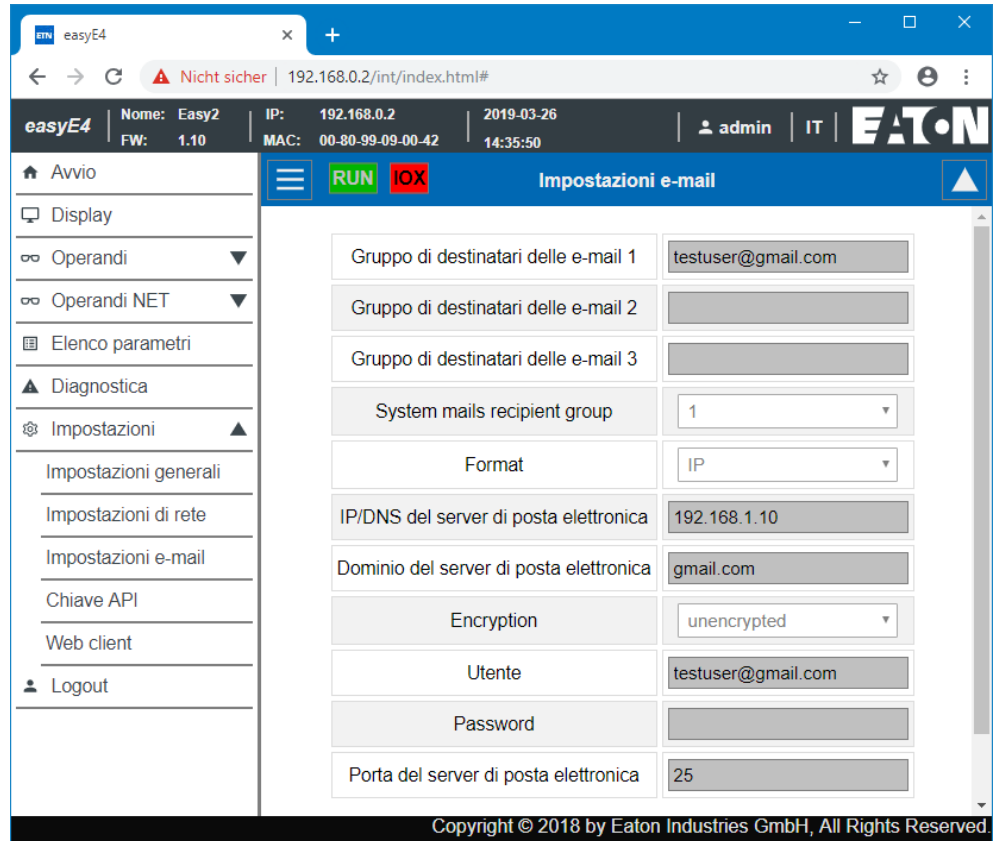 ETN easyE4
Nicht sicher 192.168.0.2/int/index.html#
easyE4 Nome: Easy2 IP: 192.168.0.2 2019-03-26 admin IT EATON
FW: 1.10 MAC: 00-80-99-09-00-42 14:35:50
RUN IOX Impostazioni e-mail
Avvio
Display
Operandi
Operandi NET
Elenco parametri
Diagnostica
Impostazioni
Impostazioni generali
Impostazioni di rete
Impostazioni e-mail
Chiave API
Web client
Logout
Gruppo di destinatari delle e-mail 1 testuser@gmail.com
Gruppo di destinatari delle e-mail 2
Gruppo di destinatari delle e-mail 3
System mails recipient group 1
Format IP
IP/DNS del server di posta elettronica 192.168.1.10
Dominio del server di posta elettronica gmail.com
Encryption unencrypted
Utente testuser@gmail.com
Password
Porta del server di posta elettronica 25
Copyright © 2018 by Eaton Industries GmbH, All Rights Reserved.